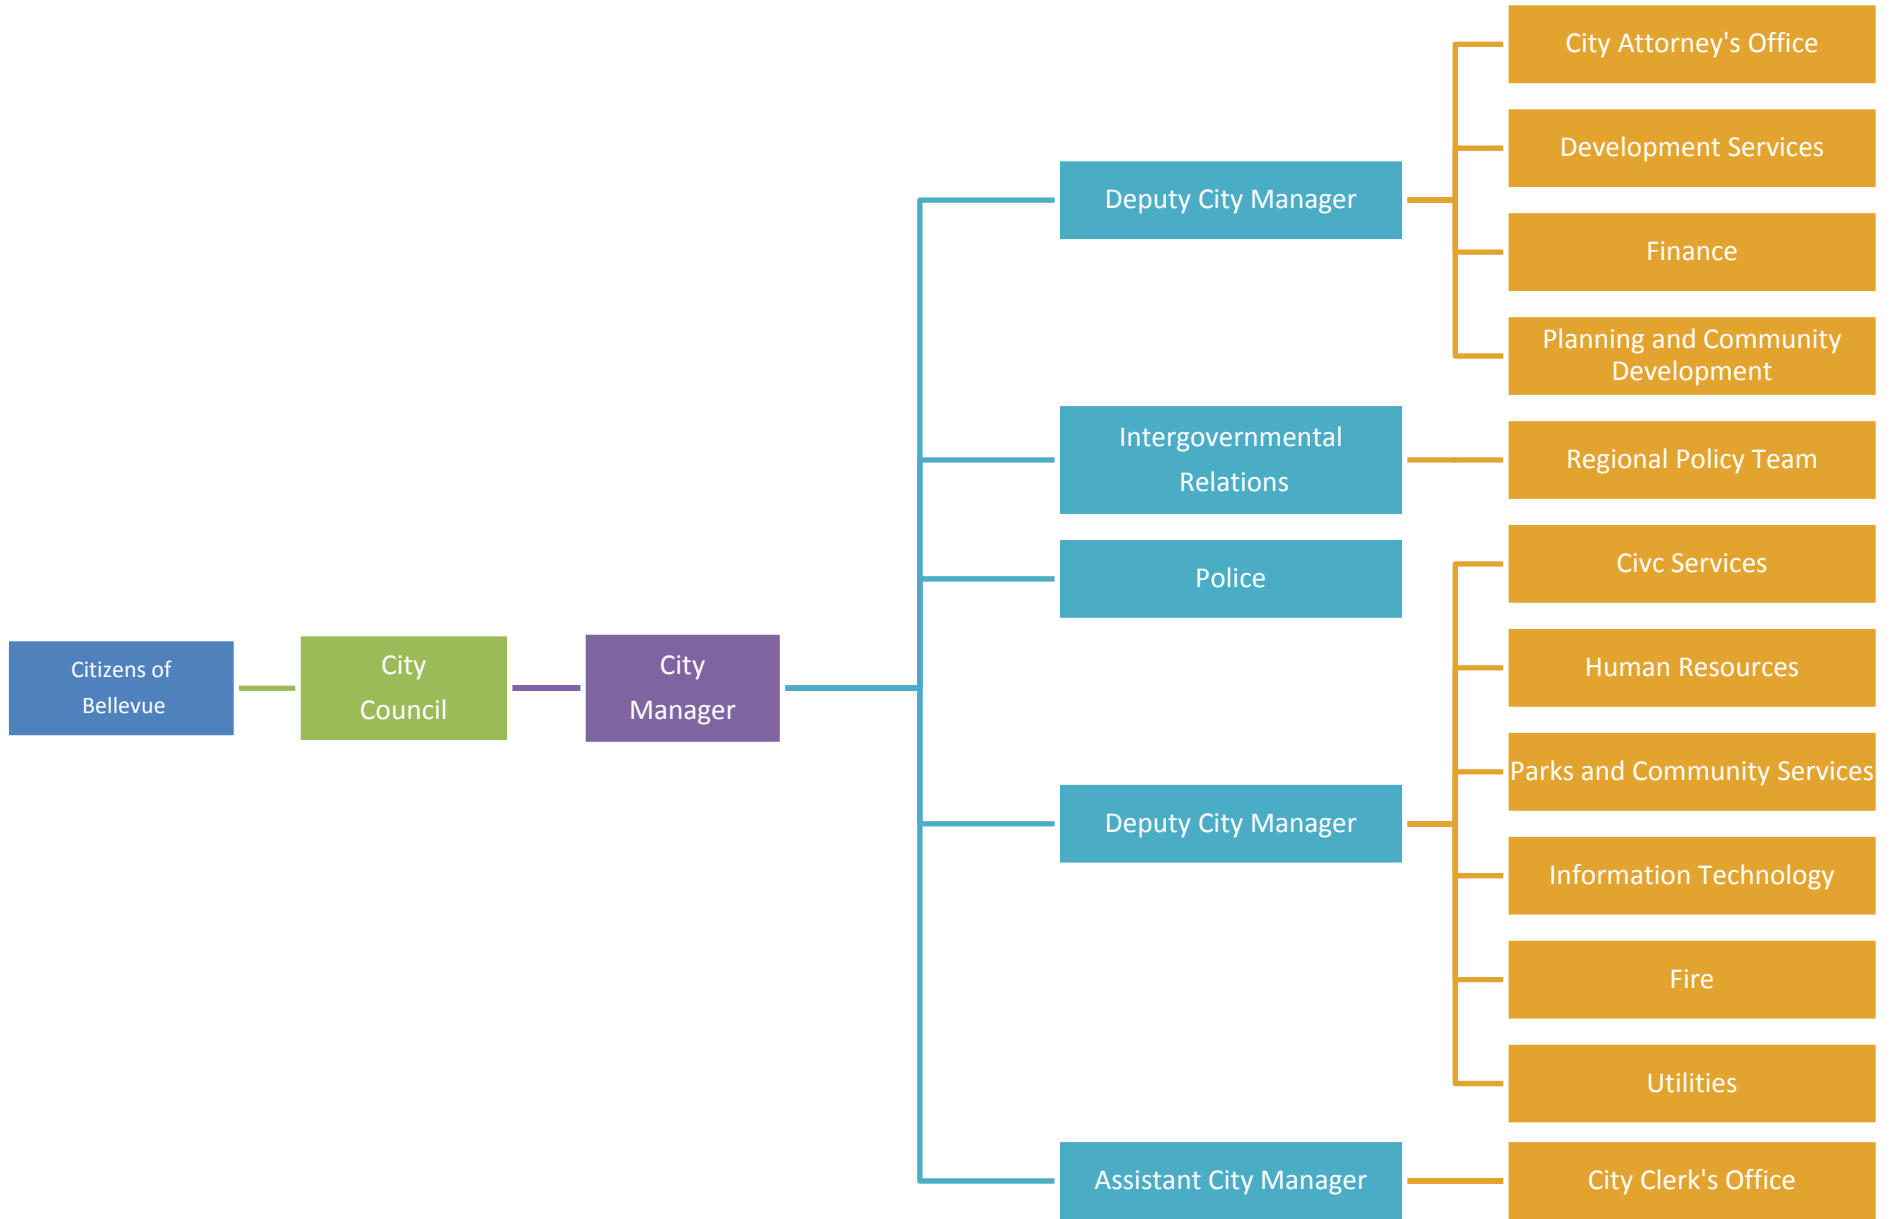 Citizens of
Bellevue
City
Council
City
Manager
Deputy City Manager
City Attorney's Office
Development Services
Finance
Planning and Community
Development
Intergovernmental
Relations
Regional Policy Team
Police
Deputy City Manager
Civc Services
Human Resources
Parks and Community Services
Information Technology
Fire
Utilities
Assistant City Manager
City Clerk's Office